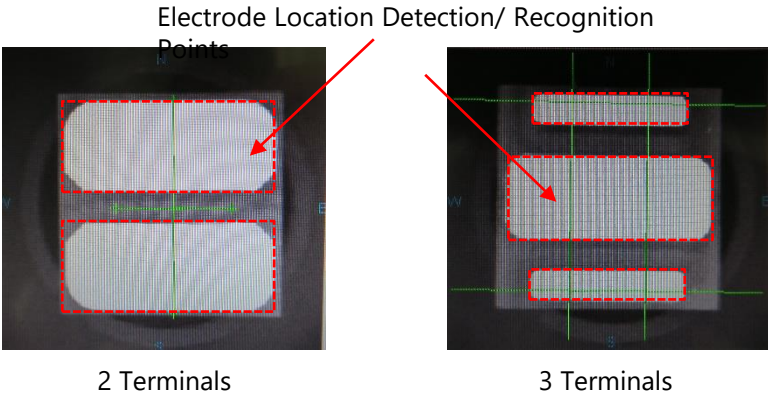 Electrode Location Detection/ Recognition
Points
N
W
E
S
W
E
S
2 Terminals
3 Terminals